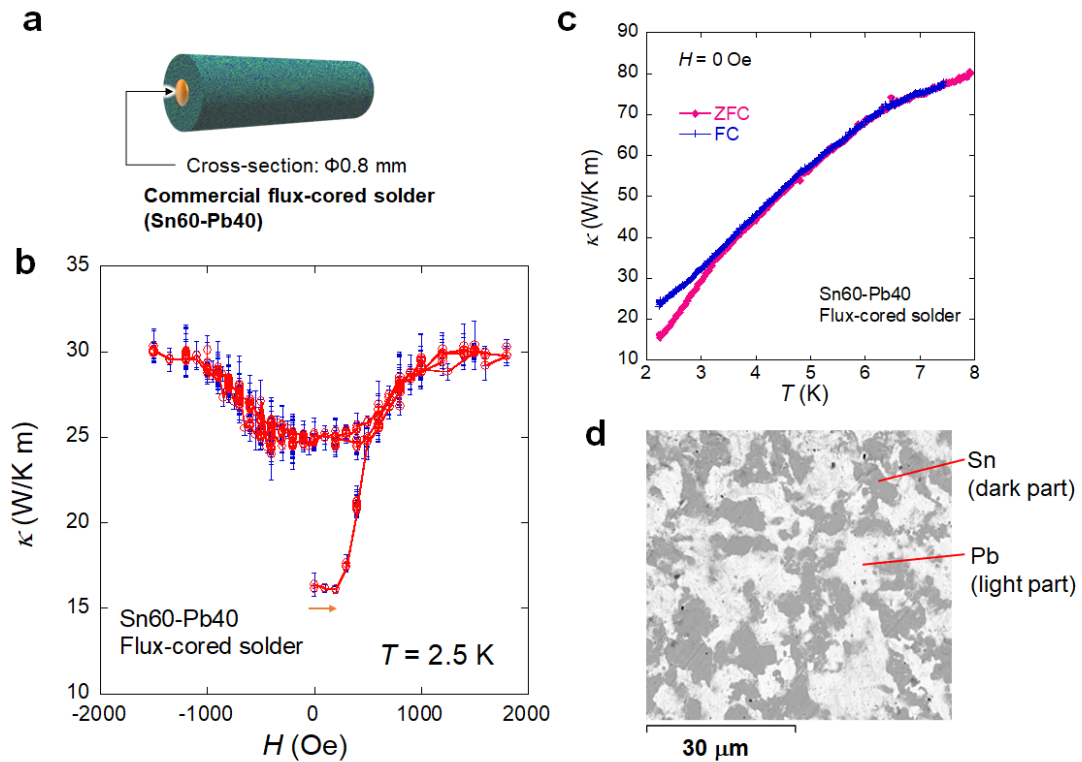 a
Cross-section: Φ0.8 mm
Commercial flux-cored solder
(Sn60-Pb40)
b
35
30
25
20
15
10
κ (W/K m)
Sn60-Pb40
Flux-cored solder
T = 2.5 K
-2000
-1000
0
1000
2000
H (Oe)
c
90
80
70
60
50
40
30
20
10
κ (W/K m)
H = 0 Oe
ZFC
FC
Sn60-Pb40
Flux-cored solder
2
3
4
5
6
7
8
T (K)
d
Sn
(dark part)
Pb
(light part)
30 μm